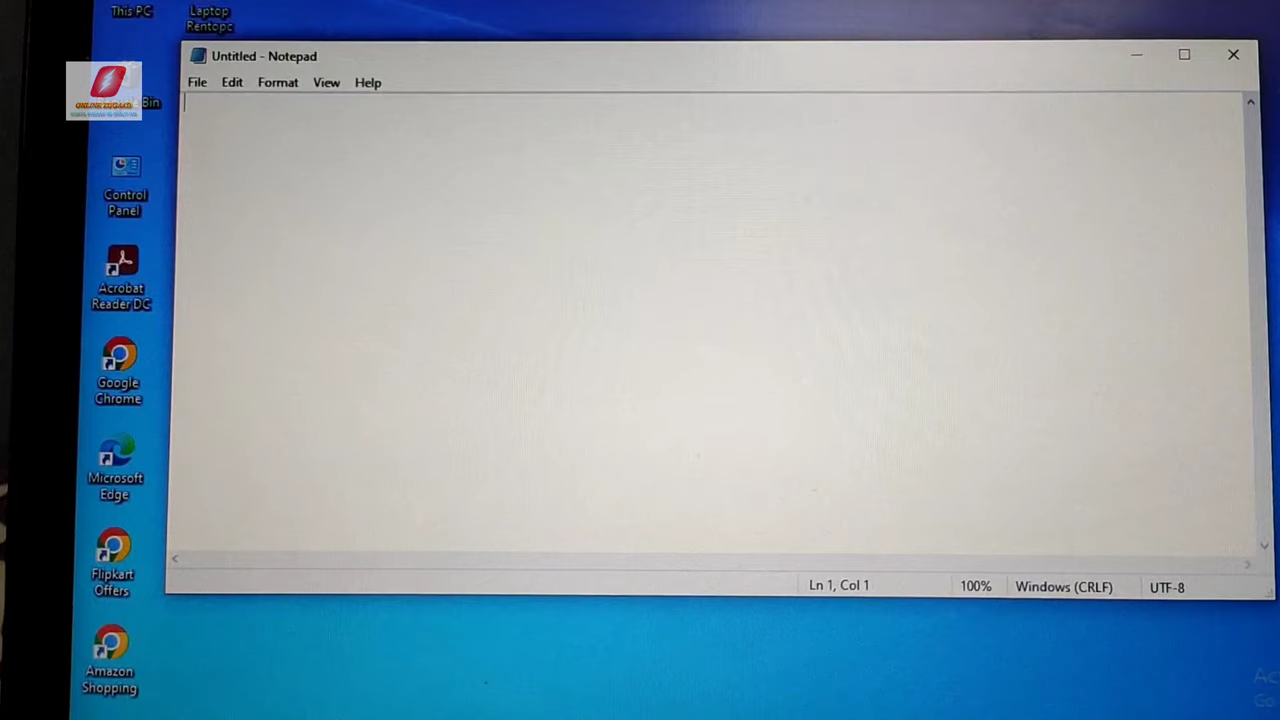 This PC
Laptop
Rentopc
Untitled - Notepad
File Edit Format View Help
Bin
Control
Panel
Acrobat
Reader DC
Google
Chrome
Microsoft
Edge
Flipkart
Offers
Amazon
Shopping
Ln 1, Col 1 100% Windows (CRLF) UTF-8